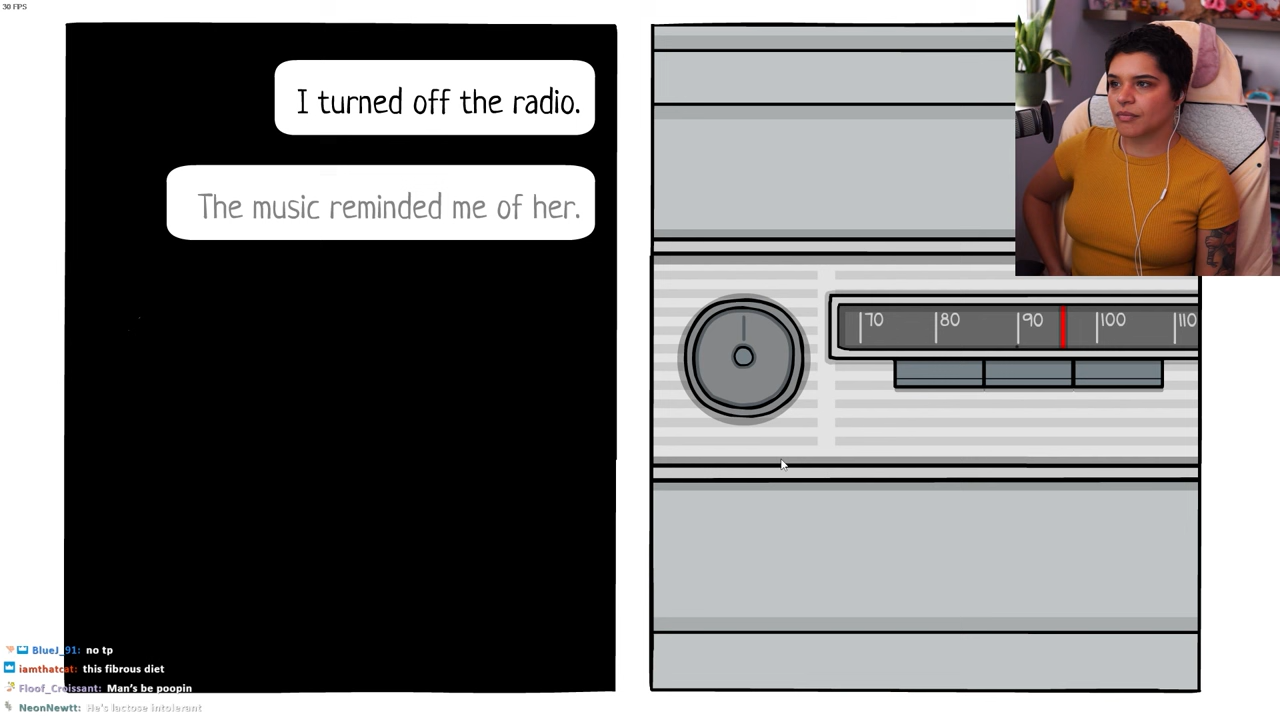 30 FPS
I turned off the radio.
The music reminded me of her.
70 80 90 100 110
BlueJ_91: no tp
iamthatcat: this fibrous diet
Floof_Croissant: Man's be poopin
NeonNewtt: He's lactose intolerant